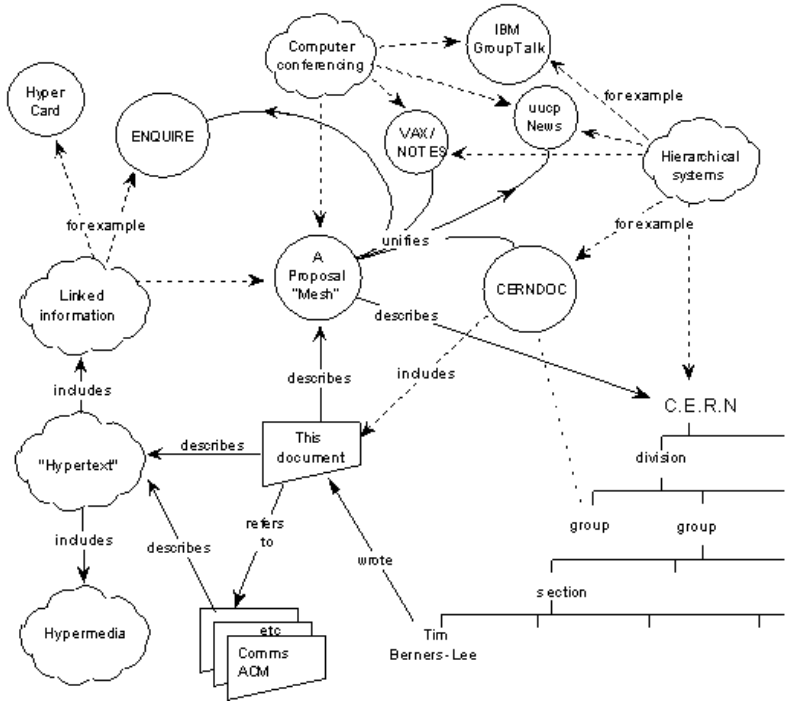 IBM
GroupTalk
Computer
conferencing
Hyper
Card
for example
uucp
News
ENQUIRE
VAX/
NOTES
Hierarchical
systems
for example
for example
unifies
A
Proposal
"Mesh"
CERNDOC
Linked
information
describes
includes
describes
includes
C.E.R.N
This
document
describes
division
"Hypertext"
refers
to
group
group
includes
describes
wrote
section
etc
Comms
ACM
Hypermedia
Tim
Berners-Lee